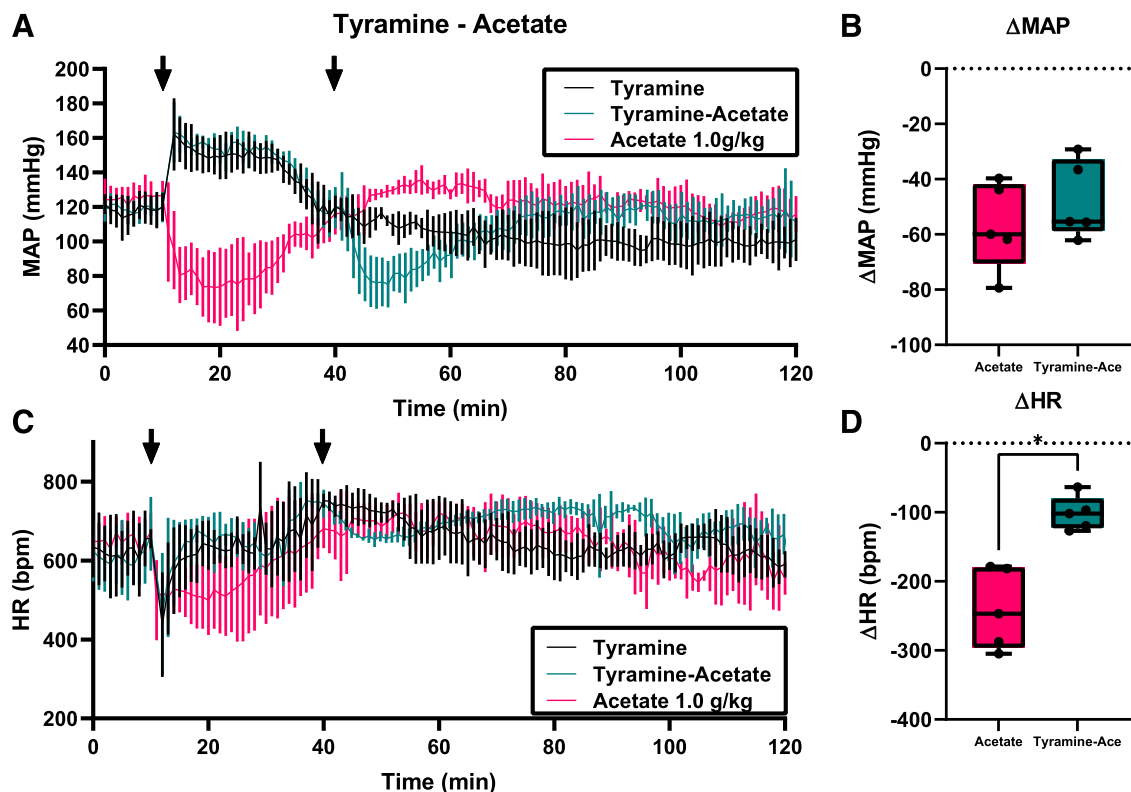 A
Tyramine - Acetate
200
180
160
140
120
100
80
60
40
MAP (mmHg)
0
20
40
60
80
100
120
Time (min)
Tyramine
Tyramine-Acetate
Acetate 1.0g/kg
B
ΔMAP
0
-20
-40
-60
-80
-100
ΔMAP (mmHg)
Acetate
Tyramine-Ace
C
800
600
400
200
HR (bpm)
0
20
40
60
80
100
120
Time (min)
Tyramine
Tyramine-Acetate
Acetate 1.0 g/kg
D
ΔHR
0
-100
-200
-300
-400
ΔHR (bpm)
*
Acetate
Tyramine-Ace